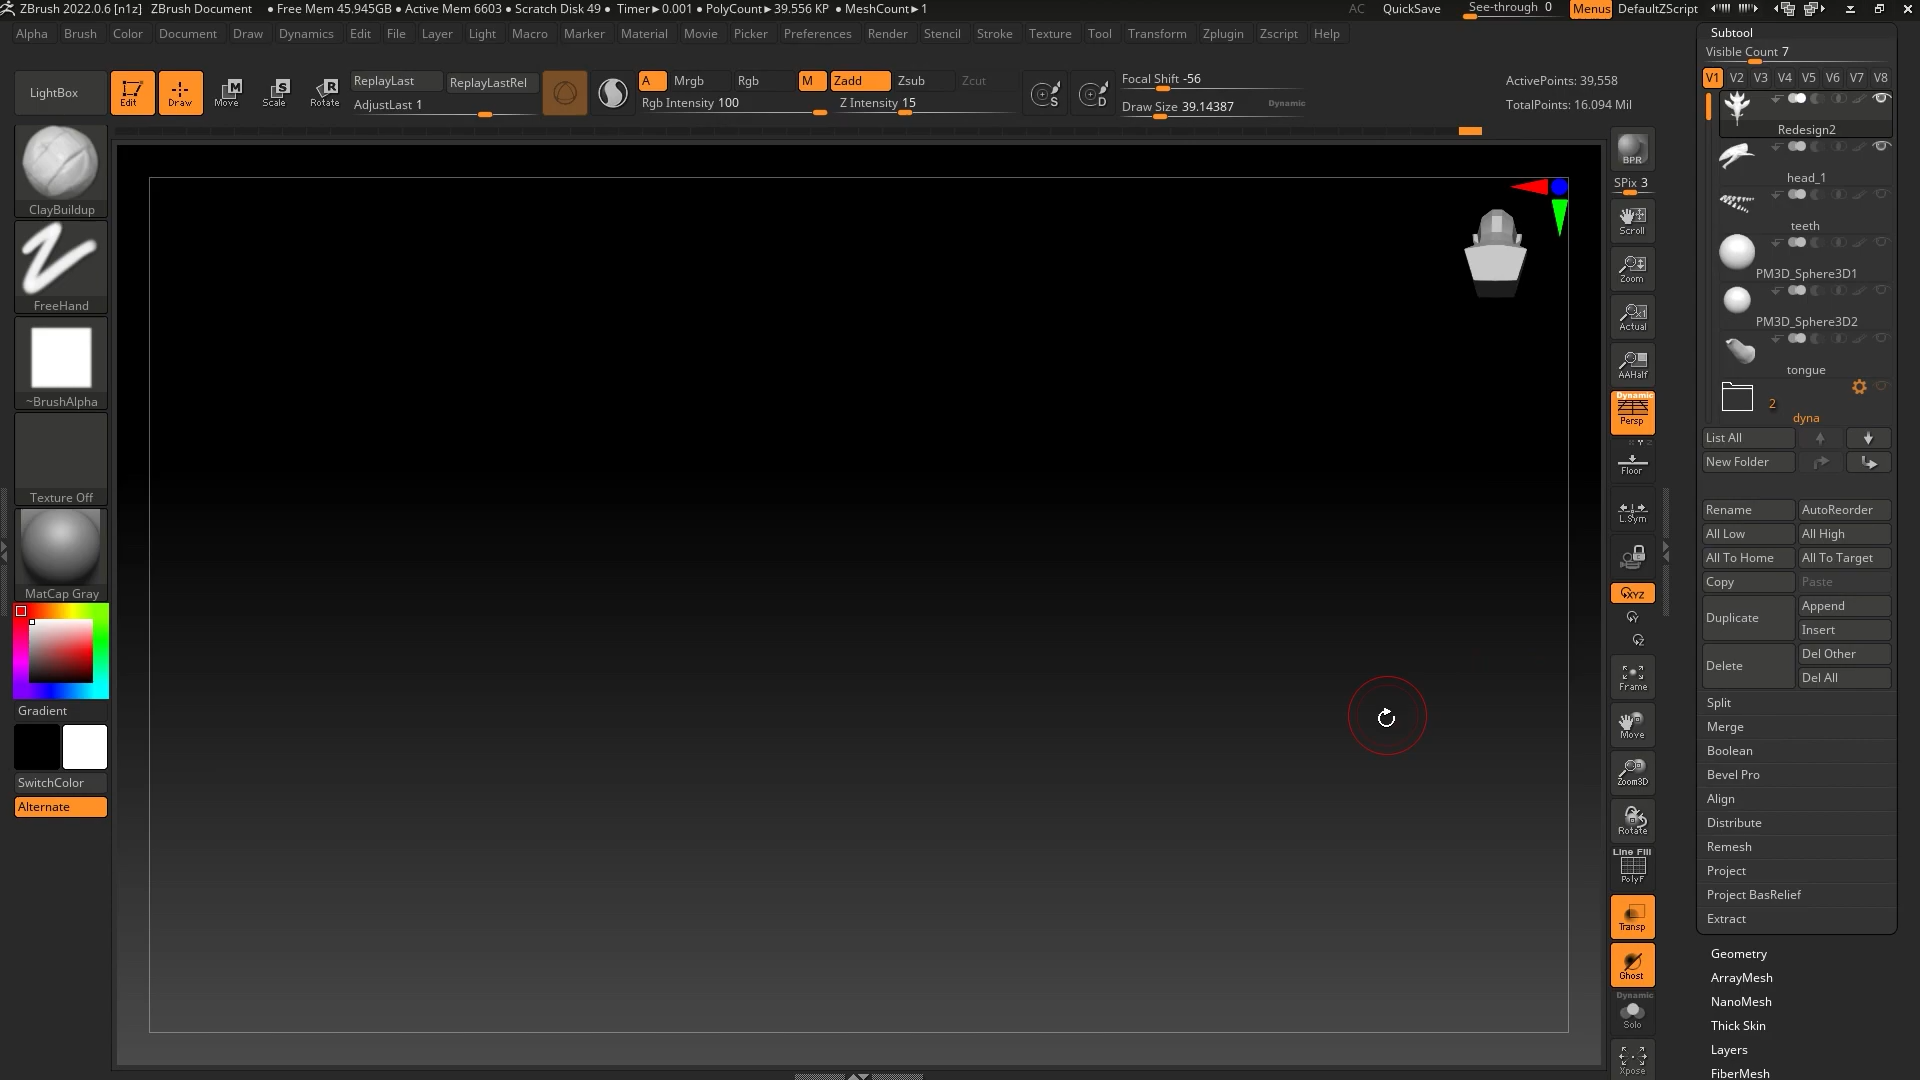 ZBrush 2022.0.6 [n1z] ZBrush Document • Free Mem 45.945GB • Active Mem 6603 • Scratch Disk 49 • Timer►0.001 • PolyCount►39.556 KP • MeshCount►1 AC QuickSave See-through 0 Menus DefaultZScript
Alpha Brush Color Document Draw Dynamics Edit File Layer Light Macro Marker Material Movie Picker Preferences Render Stencil Stroke Texture Tool Transform Zplugin Zscript Help
LightBox
Edit
Draw
Move
Scale
Rotate
ReplayLast
ReplayLastRel
AdjustLast 1
A
Mrgb
Rgb
M
Zadd
Zsub
Zcut
Rgb Intensity 100
Z Intensity 15
S
D
Focal Shift -56
Draw Size 39.14387
Dynamic
ActivePoints: 39,558
TotalPoints: 16.094 Mil
ClayBuildup
FreeHand
~BrushAlpha
Texture Off
MatCap Gray
Gradient
SwitchColor
Alternate
BPR
SPix 3
Scroll
Zoom
Actual
AAHalf
Dynamic
Persp
Floor
L.Sym
XYZ
Y
Z
Frame
Move
Zoom3D
Rotate
Line Fill
PolyF
Transp
Ghost
Dynamic
Solo
Xpose
Subtool
Visible Count 7
V1 V2 V3 V4 V5 V6 V7 V8
Redesign2
head_1
teeth
PM3D_Sphere3D1
PM3D_Sphere3D2
tongue
2
dyna
List All
New Folder
Rename AutoReorder
All Low All High
All To Home All To Target
Copy Paste
Duplicate Append
Insert
Delete Del Other
Del All
Split
Merge
Boolean
Bevel Pro
Align
Distribute
Remesh
Project
Project BasRelief
Extract
Geometry
ArrayMesh
NanoMesh
Thick Skin
Layers
FiberMesh